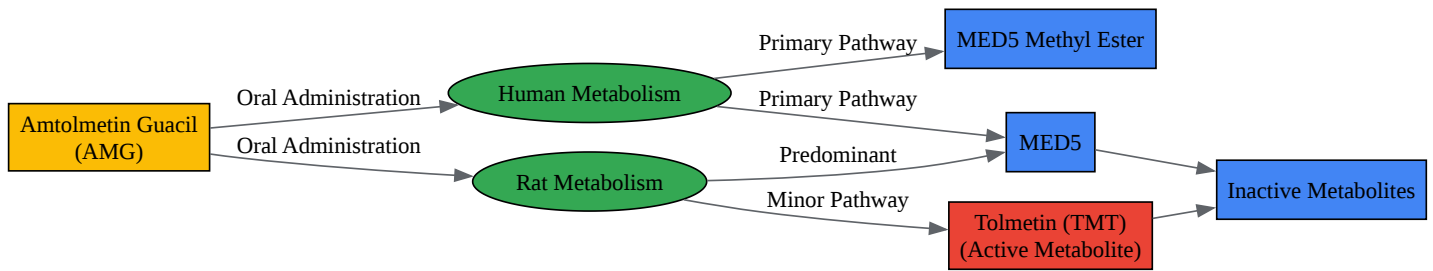 Amtolmetin Guacil
(AMG)
Oral Administration
Oral Administration
Human Metabolism
Rat Metabolism
Primary Pathway
Primary Pathway
Predominant
Minor Pathway
MED5 Methyl Ester
MED5
Tolmetin (TMT)
(Active Metabolite)
Inactive Metabolites